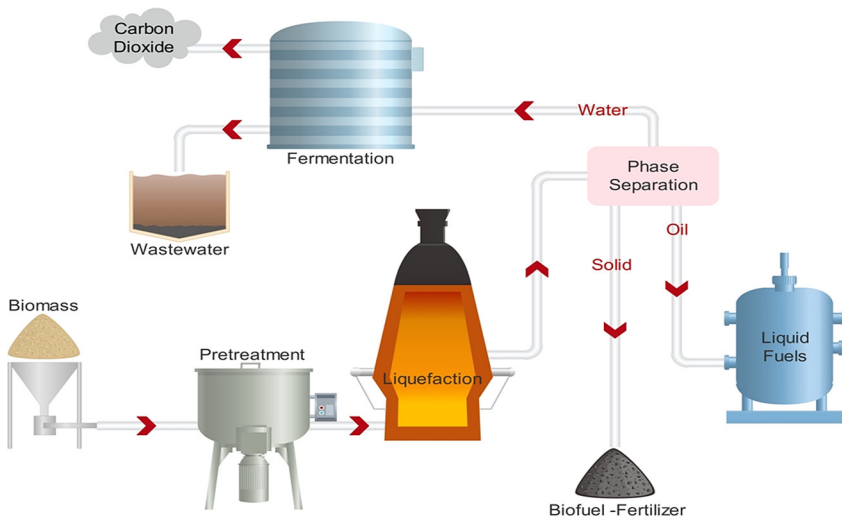 Carbon
Dioxide
Fermentation
Water
Phase
Separation
Wastewater
Oil
Solid
Biomass
Pretreatment
Liquefaction
Liquid
Fuels
Biofuel -Fertilizer